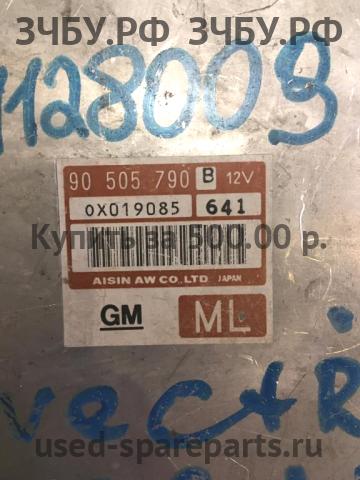 ЗЧБУ.РФ ЗЧБУ.РФ
128009
90 505 790 B 12V
0X019085 641
Купить за 500.00 р.
AISIN AW CO.,LTD JAPAN
GM ML
used-spareparts.ru